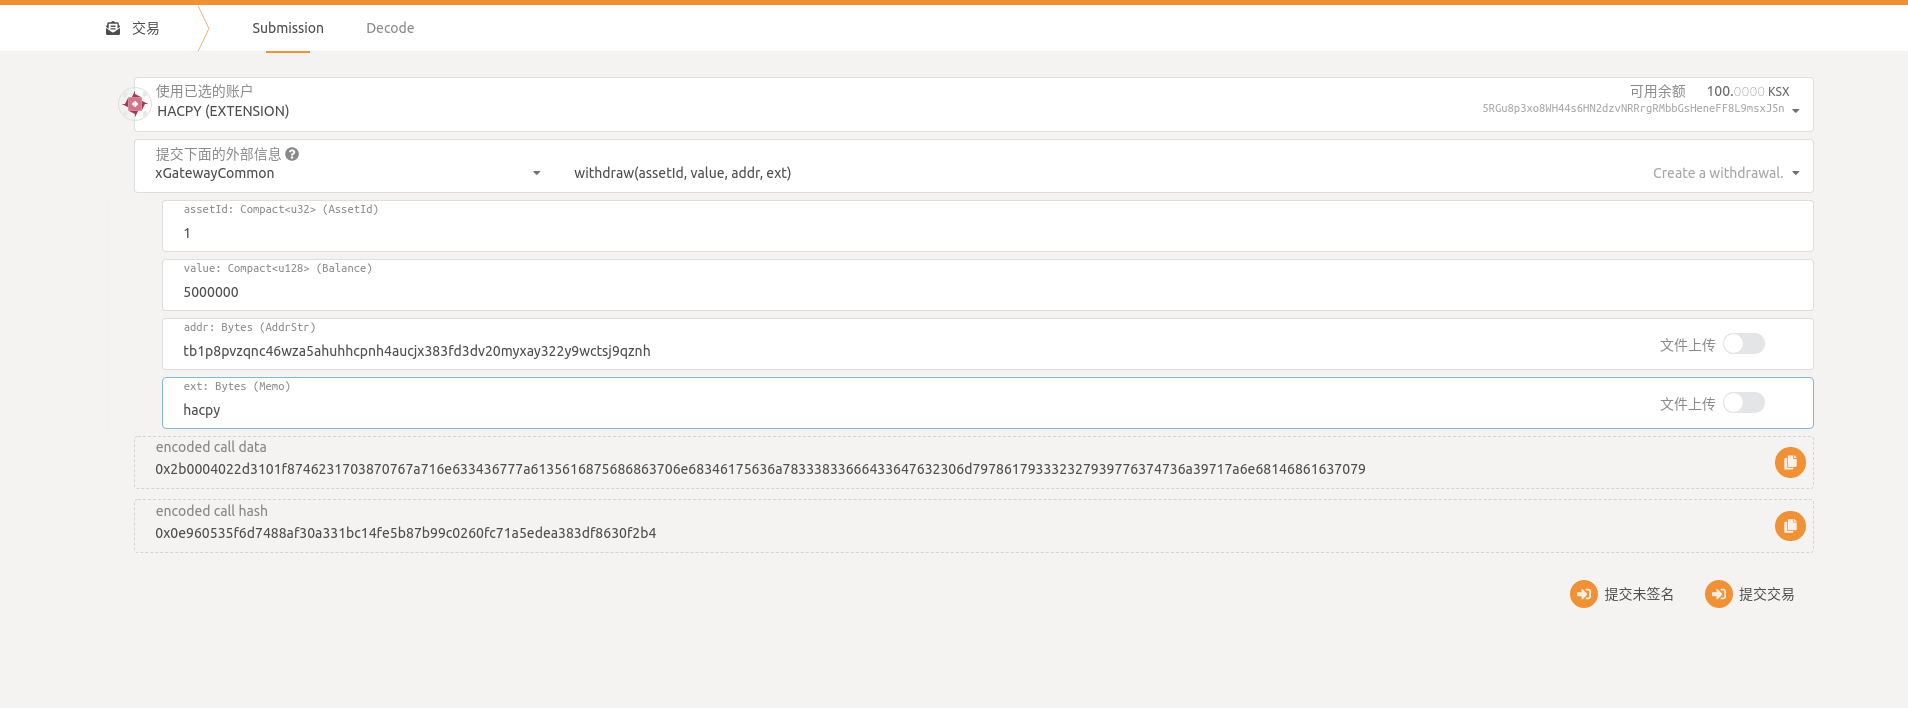 交易
Submission
Decode
使用已选的账户
HACPY (EXTENSION)
可用余额 100.0000 KSX
5RGu8p3xo8WH44s6HN2dzvNRRrgRMbbGsHeneFF8L9msxJ5n
提交下面的外部信息
xGatewayCommon
withdraw(assetId, value, addr, ext)
Create a withdrawal.
assetId: Compact<u32> (AssetId)
1
value: Compact<u128> (Balance)
5000000
addr: Bytes (AddrStr)
tb1p8pvzqnc46wza5ahuhhcpnh4aucjx383fd3dv20myxay322y9wctsj9qznh
文件上传
ext: Bytes (Memo)
hacpy
文件上传
encoded call data
0x2b0004022d3101f8746231703870767a716e633436777a6135616875686863706e68346175636a78333833666433647632306d797861793332327939776374736a39717a6e68146861637079
encoded call hash
0x0e960535f6d7488af30a331bc14fe5b87b99c0260fc71a5edea383df8630f2b4
提交未签名
提交交易